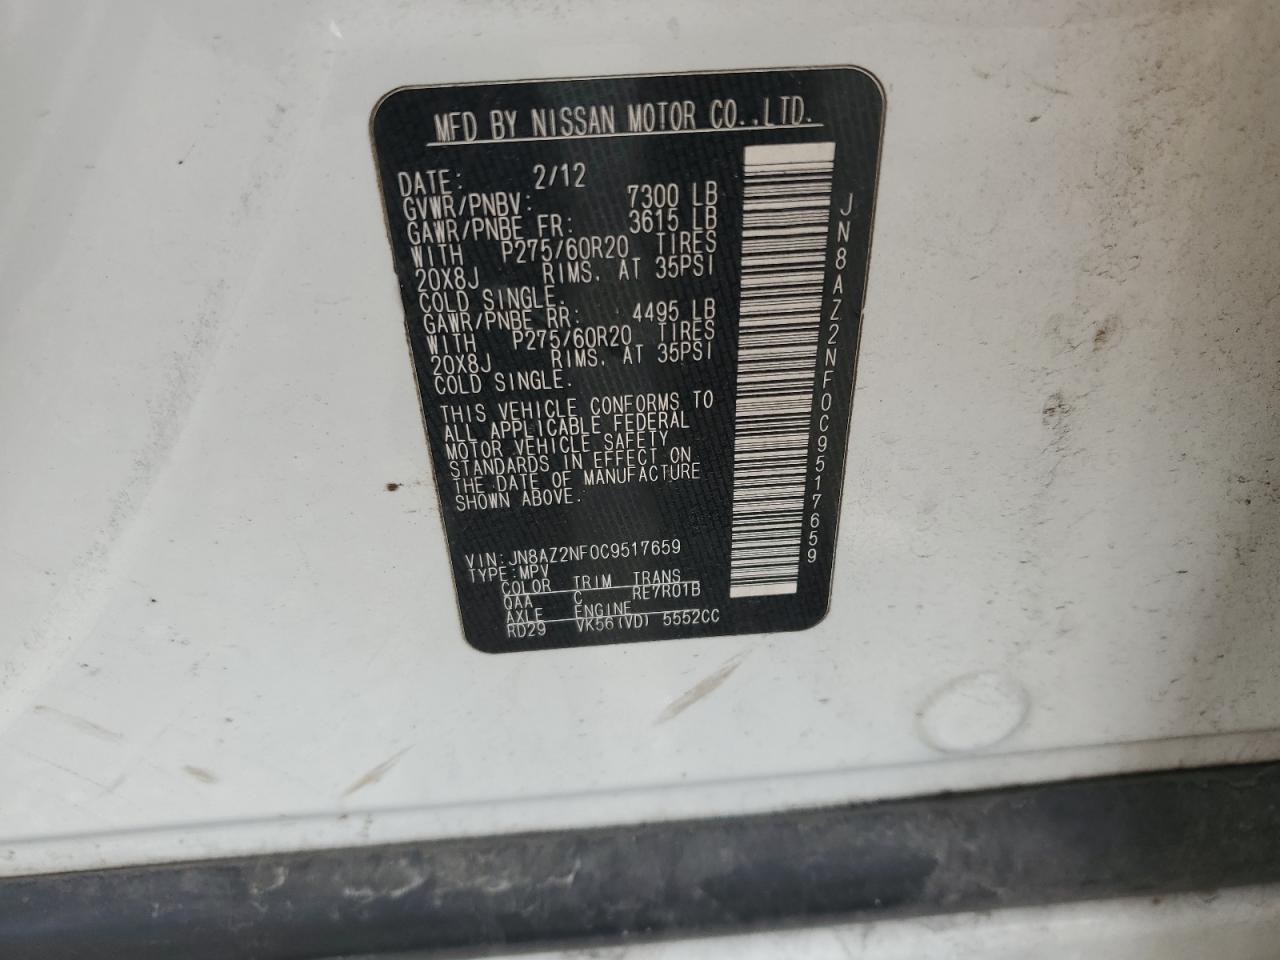 MFD BY NISSAN MOTOR CO.,LTD.
DATE: 2/12
GVWR/PNBV: 7300 LB
GAWR/PNBE FR: 3615 LB
WITH P275/60R20 TIRES
20X8J RIMS, AT 35PSI
COLD SINGLE.
GAWR/PNBE RR: 4495 LB
WITH P275/60R20 TIRES
20X8J RIMS, AT 35PSI
COLD SINGLE.
THIS VEHICLE CONFORMS TO
ALL APPLICABLE FEDERAL
MOTOR VEHICLE SAFETY
STANDARDS IN EFFECT ON
THE DATE OF MANUFACTURE
SHOWN ABOVE.
VIN:JN8AZ2NF0C9517659
TYPE:MPV
COLOR TRIM TRANS
QAA C RE7R01B
AXLE ENGINE
RD29 VK56(VD) 5552CC
JN8AZ2NF0C9517659